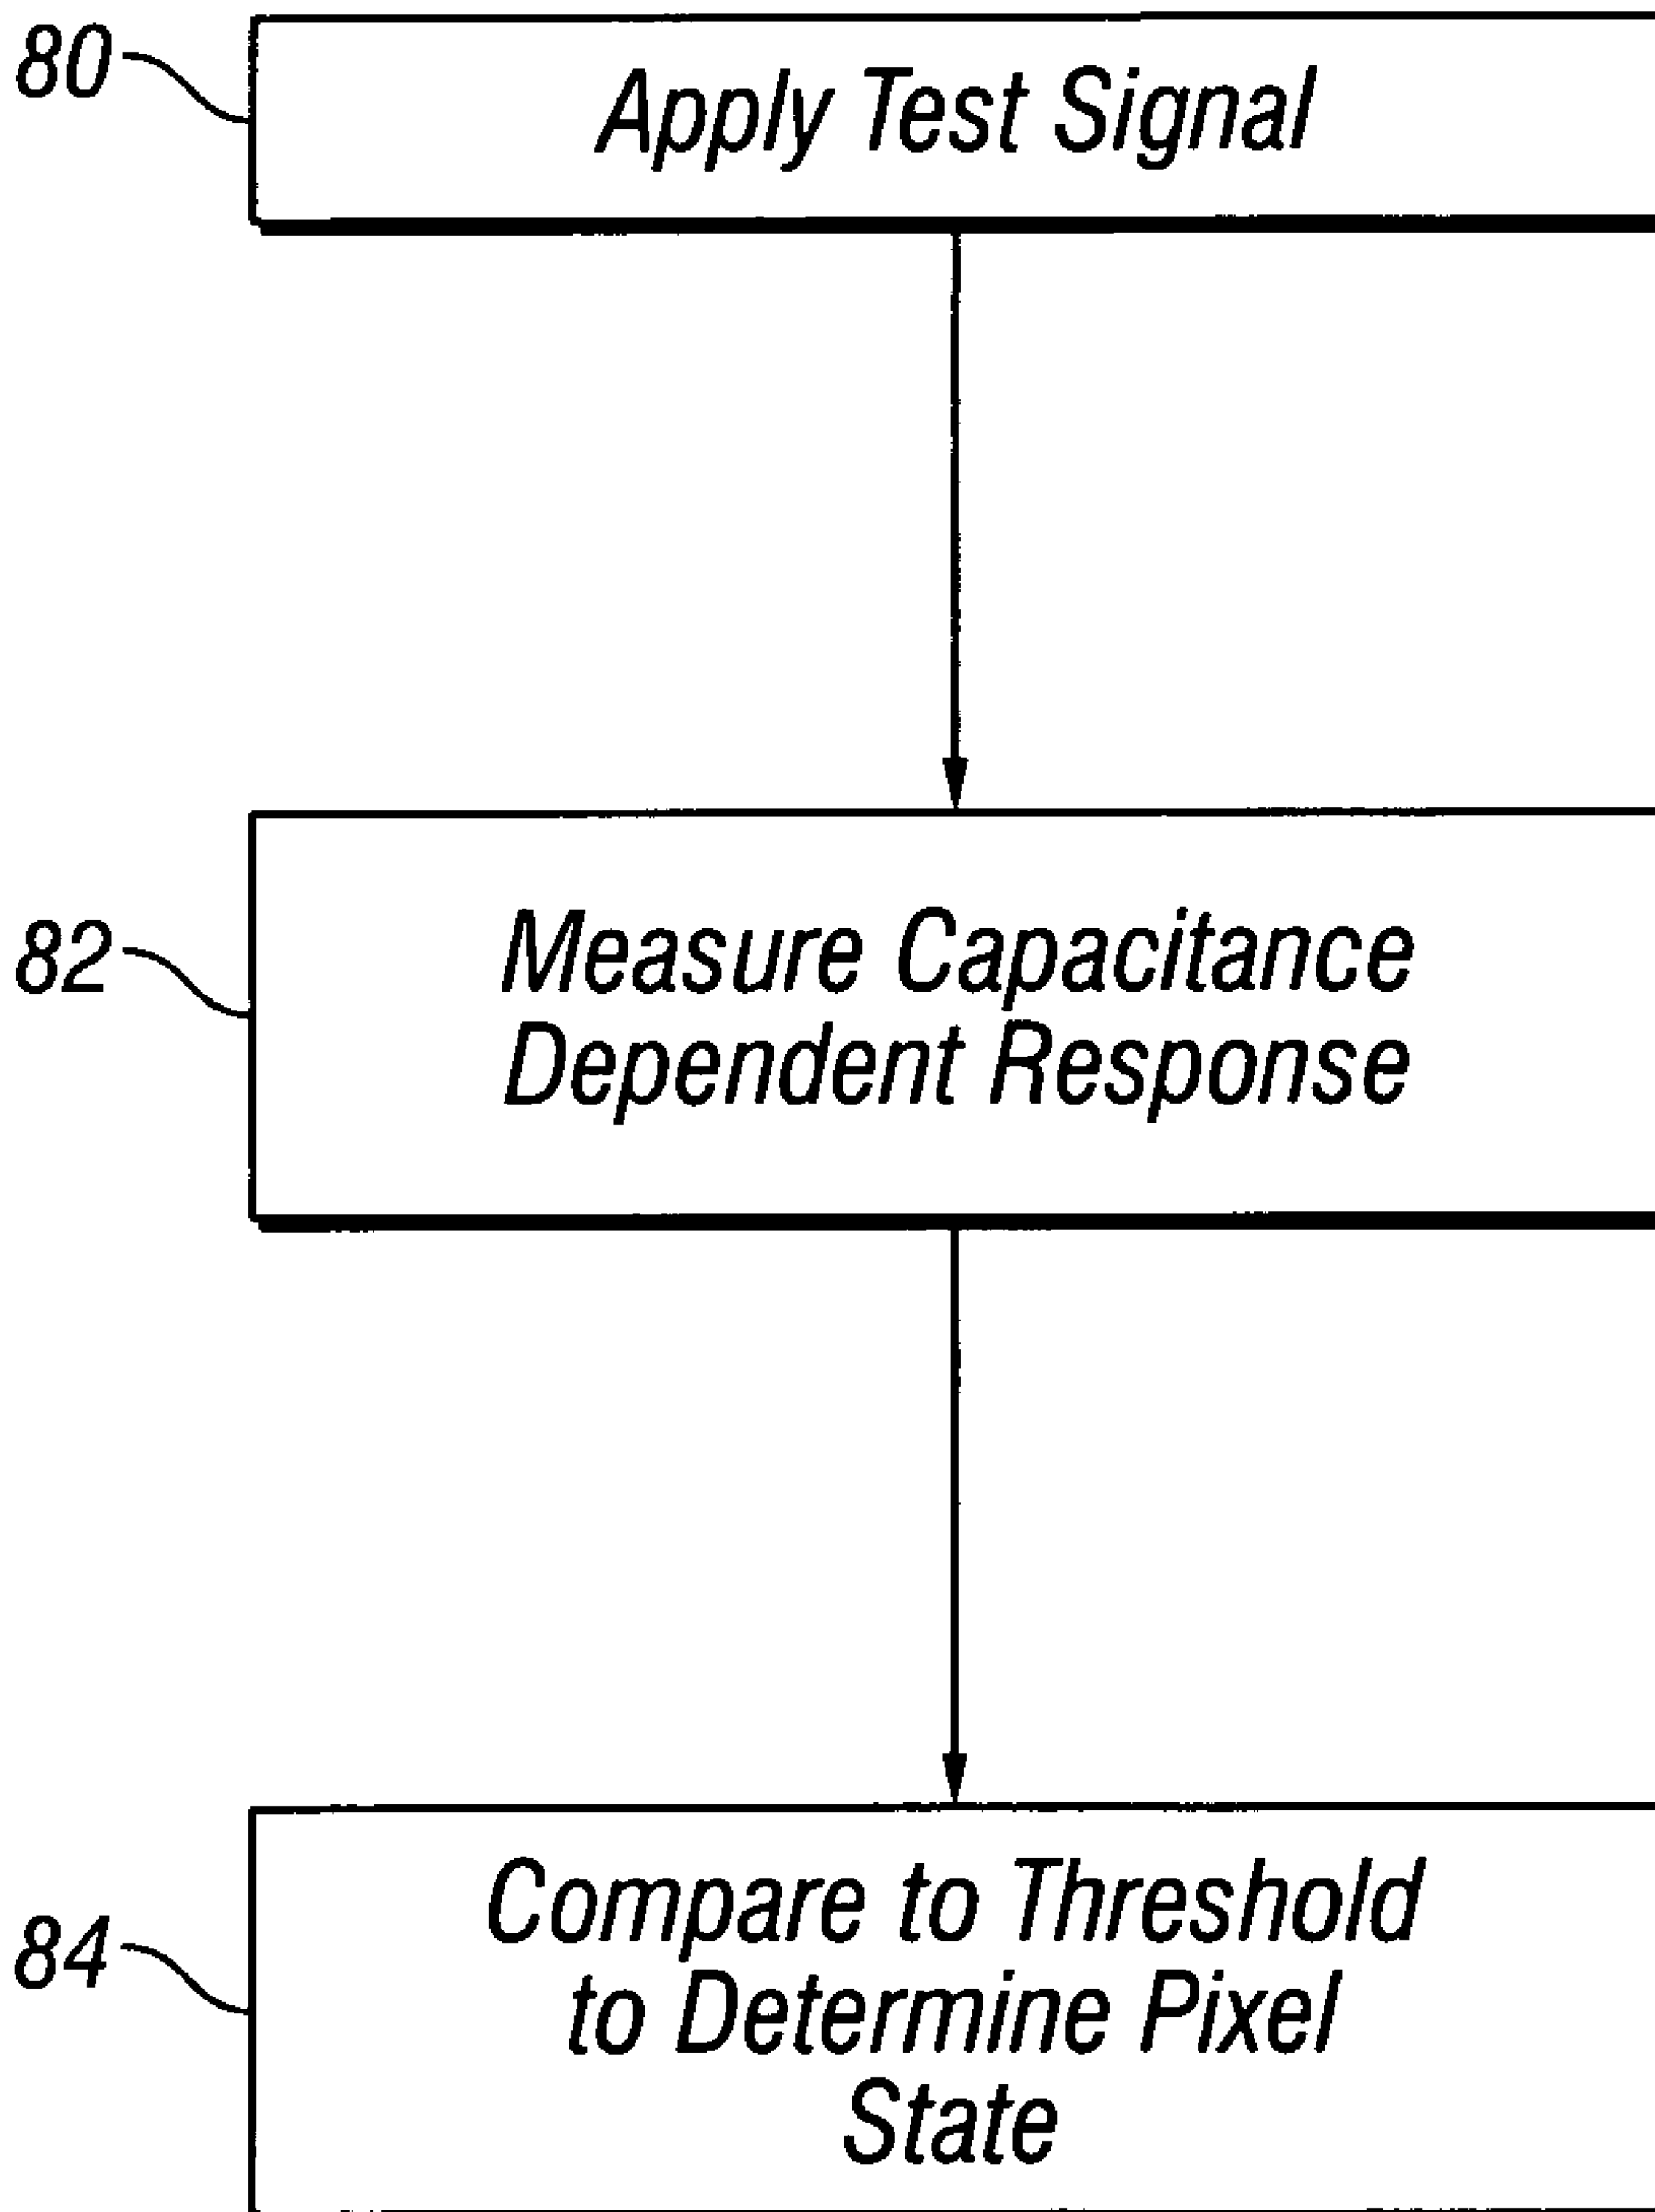 80
Apply Test Signal
82
Measure Capacitance
Dependent Response
84
Compare to Threshold
to Determine Pixel
State